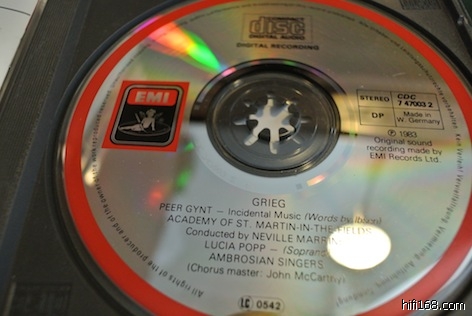 disc
DIGITAL AUDIO
DIGITAL RECORDING
EMI
STEREO
CDC
7 47003 2
DP
Made in
W. Germany
℗ 1983
Original sound
recording made by
EMI Records Ltd.
GRIEG
PEER GYNT – Incidental Music (Words by Ibsen)
ACADEMY OF ST. MARTIN-IN-THE-FIELDS
Conducted by NEVILLE MARRINER
LUCIA POPP – (Soprano
AMBROSIAN SINGERS
(Chorus master: John McCarthy)
LC 0542
All rights of the producer and of the owner
hifi168.com